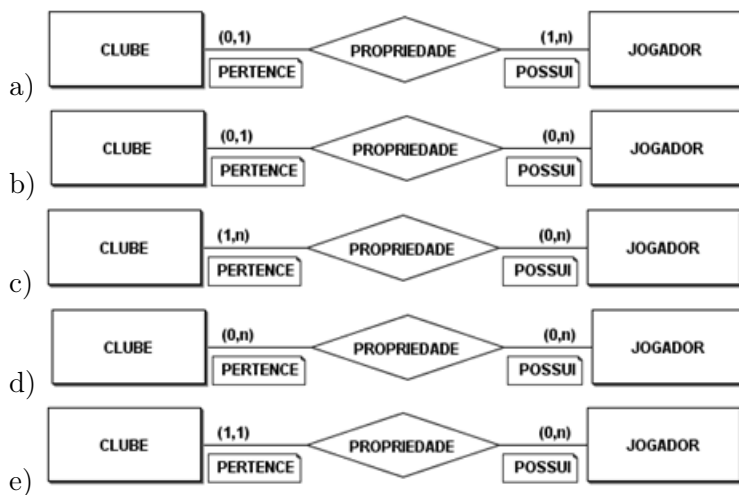 (0,1) (1,n)
CLUBE PROPRIEDADE JOGADOR
a) PERTENCE POSSUI
(0,1) (0,n)
CLUBE PROPRIEDADE JOGADOR
b) PERTENCE POSSUI
(1,n) (0,n)
CLUBE PROPRIEDADE JOGADOR
c) PERTENCE POSSUI
(0,n) (0,n)
CLUBE PROPRIEDADE JOGADOR
d) PERTENCE POSSUI
(1,1) (0,n)
CLUBE PROPRIEDADE JOGADOR
e) PERTENCE POSSUI